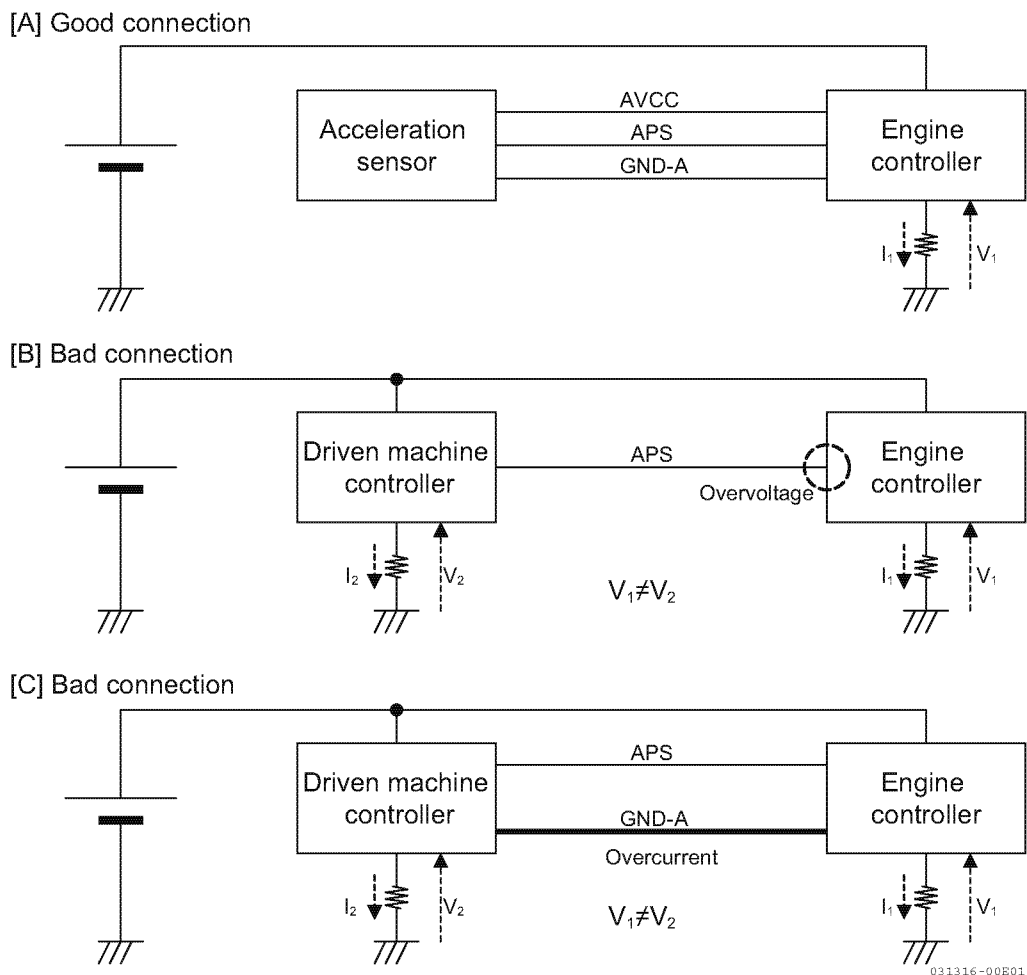 [A] Good connection
Acceleration
sensor
AVCC
APS
GND-A
Engine
controller
I₁
V₁
[B] Bad connection
Driven machine
controller
APS
Overvoltage
Engine
controller
I₂
V₂
V₁≠V₂
I₁
V₁
[C] Bad connection
Driven machine
controller
APS
GND-A
Overcurrent
Engine
controller
I₂
V₂
V₁≠V₂
I₁
V₁
031316-00E01